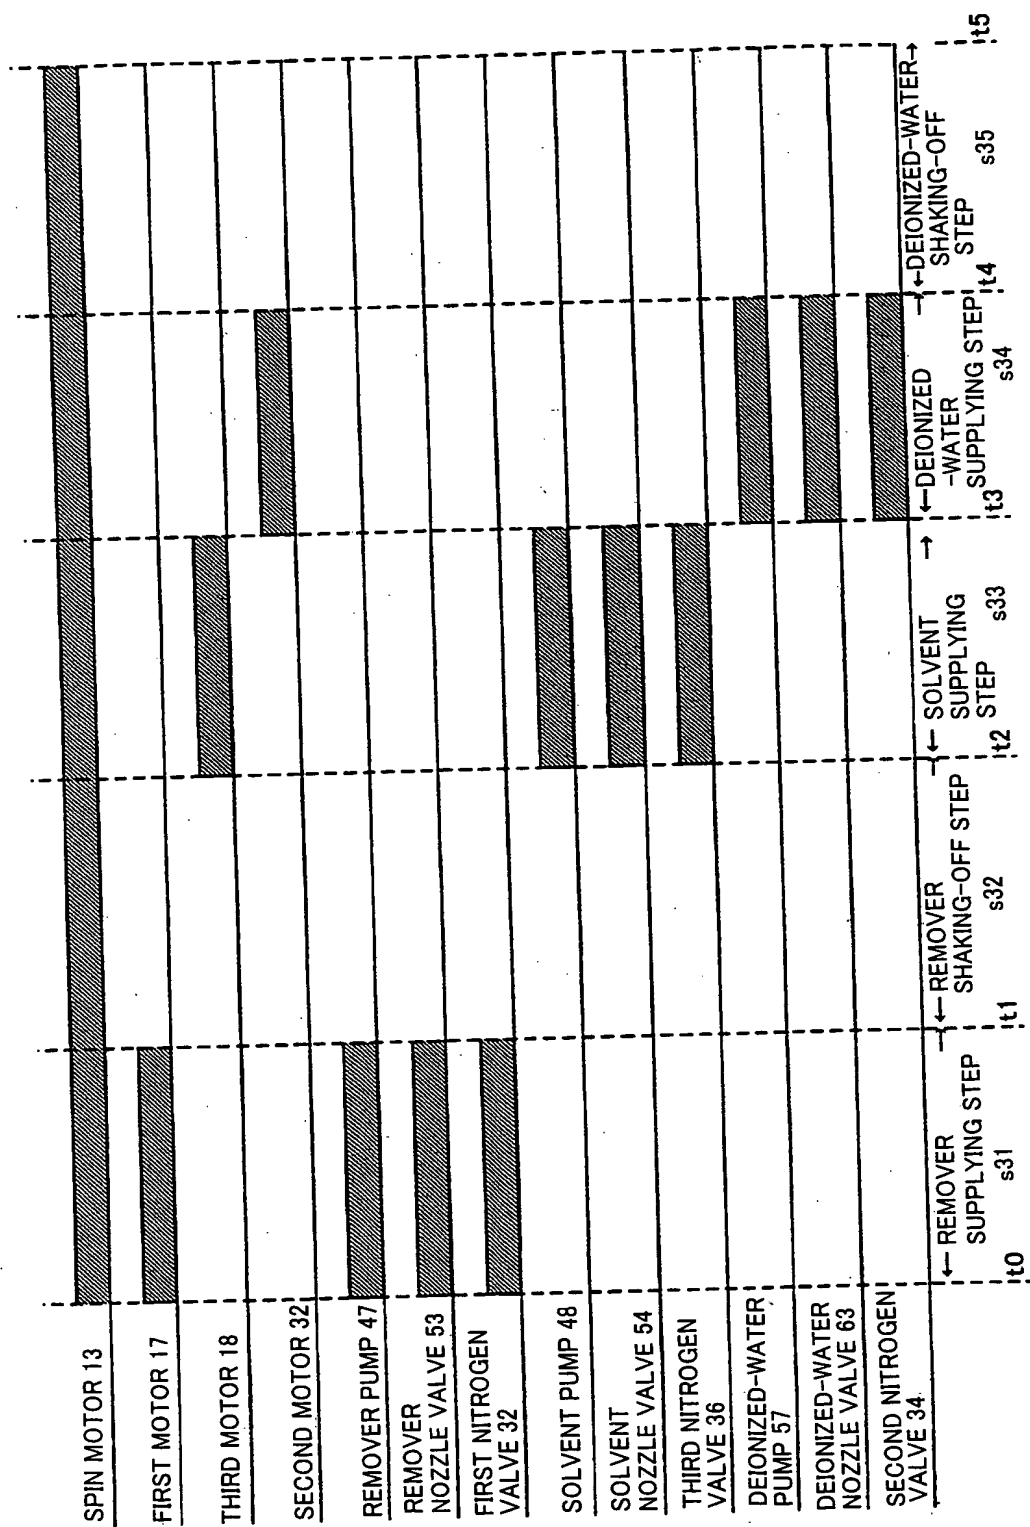 SPIN MOTOR 13
FIRST MOTOR 17
THIRD MOTOR 18
SECOND MOTOR 32
REMOVER PUMP 47
REMOVER
NOZZLE VALVE 53
FIRST NITROGEN
VALVE 32
SOLVENT PUMP 48
SOLVENT
NOZZLE VALVE 54
THIRD NITROGEN
VALVE 36
DEIONIZED-WATER
PUMP 57
DEIONIZED-WATER
NOZZLE VALVE 63
SECOND NITROGEN
VALVE 34
←REMOVER
SUPPLYING STEP
→
s31
←REMOVER
SHAKING-OFF STEP
→
s32
← SOLVENT
SUPPLYING
STEP
→
s33
←DEIONIZED
-WATER
SUPPLYING STEP
→
s34
←DEIONIZED-WATER→
SHAKING-OFF
STEP
s35
t0
t1
t2
t3
t4
t5